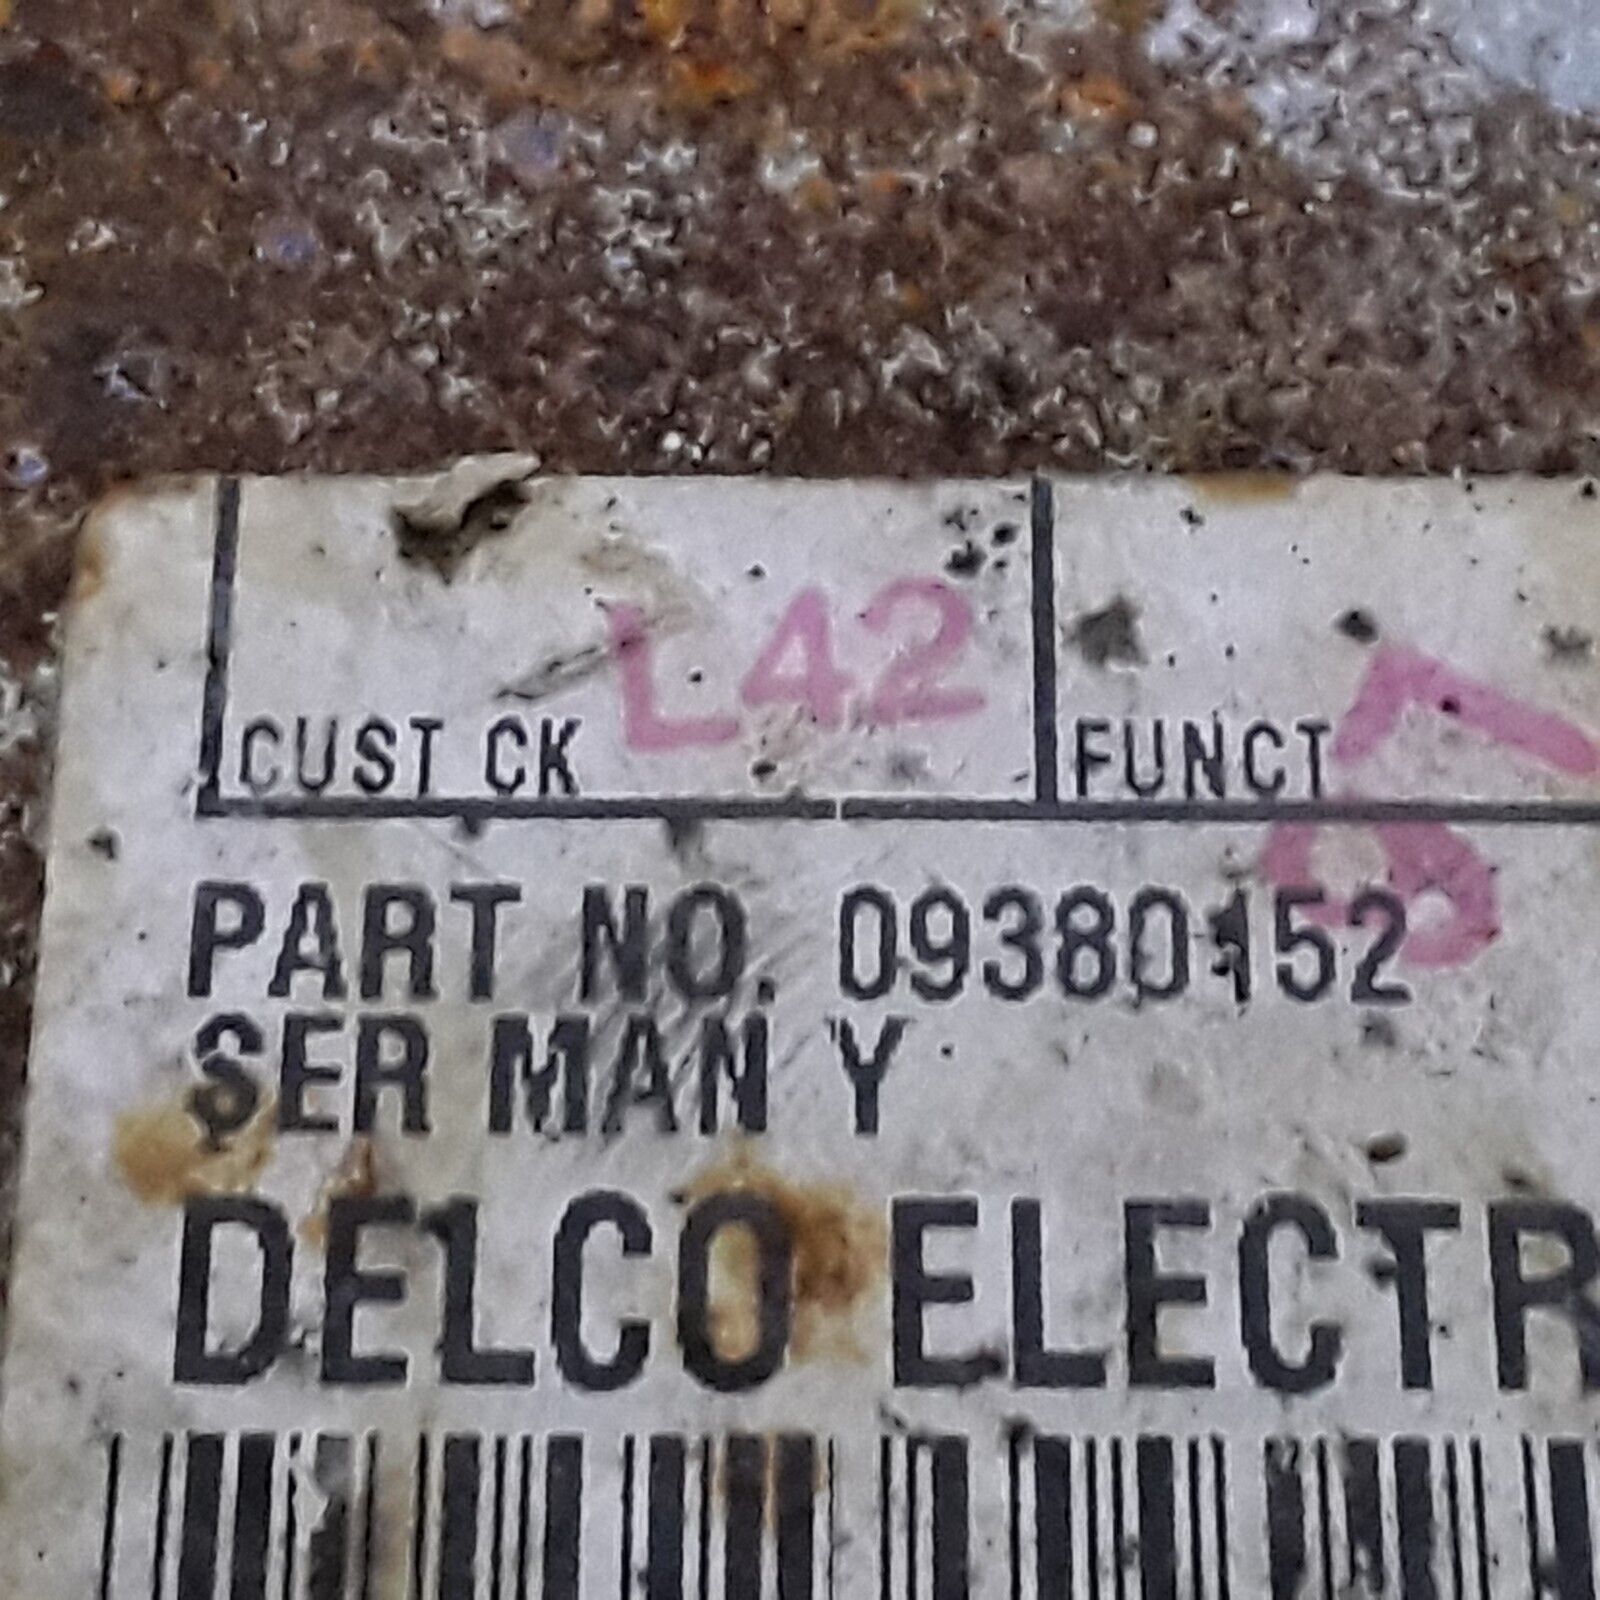 L42
CUST CK
FUNCT
PART NO. 09380152
SER MAN Y
DELCO ELECTR